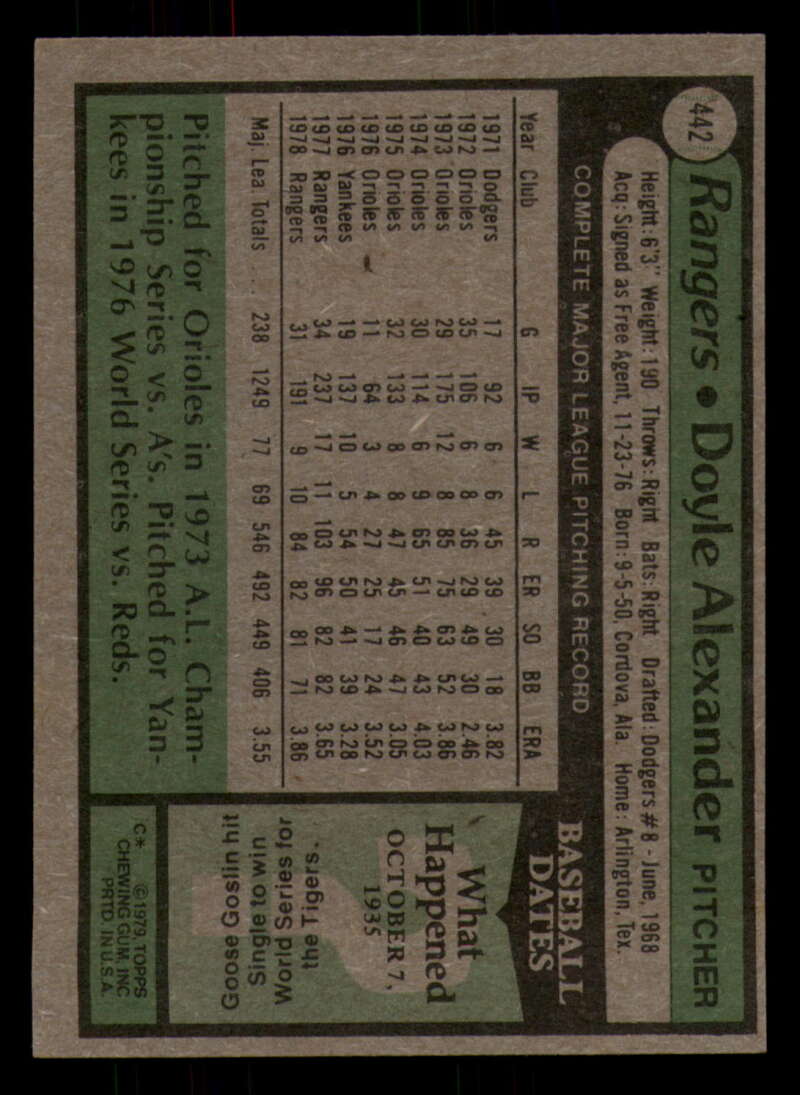 442
Rangers • Doyle Alexander PITCHER
Height: 6'3" Weight: 190 Throws: Right Bats: Right Drafted: Dodgers #8 - June, 1968
Acq: Signed as Free Agent, 11-23-76 Born: 9-5-50, Cordova, Ala. Home: Arlington, Tex.
COMPLETE MAJOR LEAGUE PITCHING RECORD
Year Club G IP W L R ER SO BB ERA
1971 Dodgers 17 92 6 6 45 39 30 18 3.82
1972 Orioles 35 106 6 8 36 29 49 30 2.46
1973 Orioles 29 175 12 8 85 75 63 52 3.86
1974 Orioles 30 114 6 9 65 51 40 43 4.03
1975 Orioles 32 133 8 8 47 45 46 47 3.05
1976 Orioles 11 64 3 4 27 25 17 24 3.52
1976 Yankees 19 137 10 5 54 50 41 39 3.28
1977 Rangers 34 237 17 11 103 96 82 82 3.65
1978 Rangers 31 191 9 10 84 82 81 71 3.86
Maj. Lea Totals . . . 238 1249 77 69 546 492 449 406 3.55
Pitched for Orioles in 1973 A.L. Cham-
pionship Series vs. A's. Pitched for Yan-
kees in 1976 World Series vs. Reds.
BASEBALL
DATES
What
Happened
OCTOBER 7,
1935
Goose Goslin hit
Single to win
World Series for
the Tigers.
C* ©1979, TOPPS
CHEWING GUM, INC
PRTD. IN U.S.A.